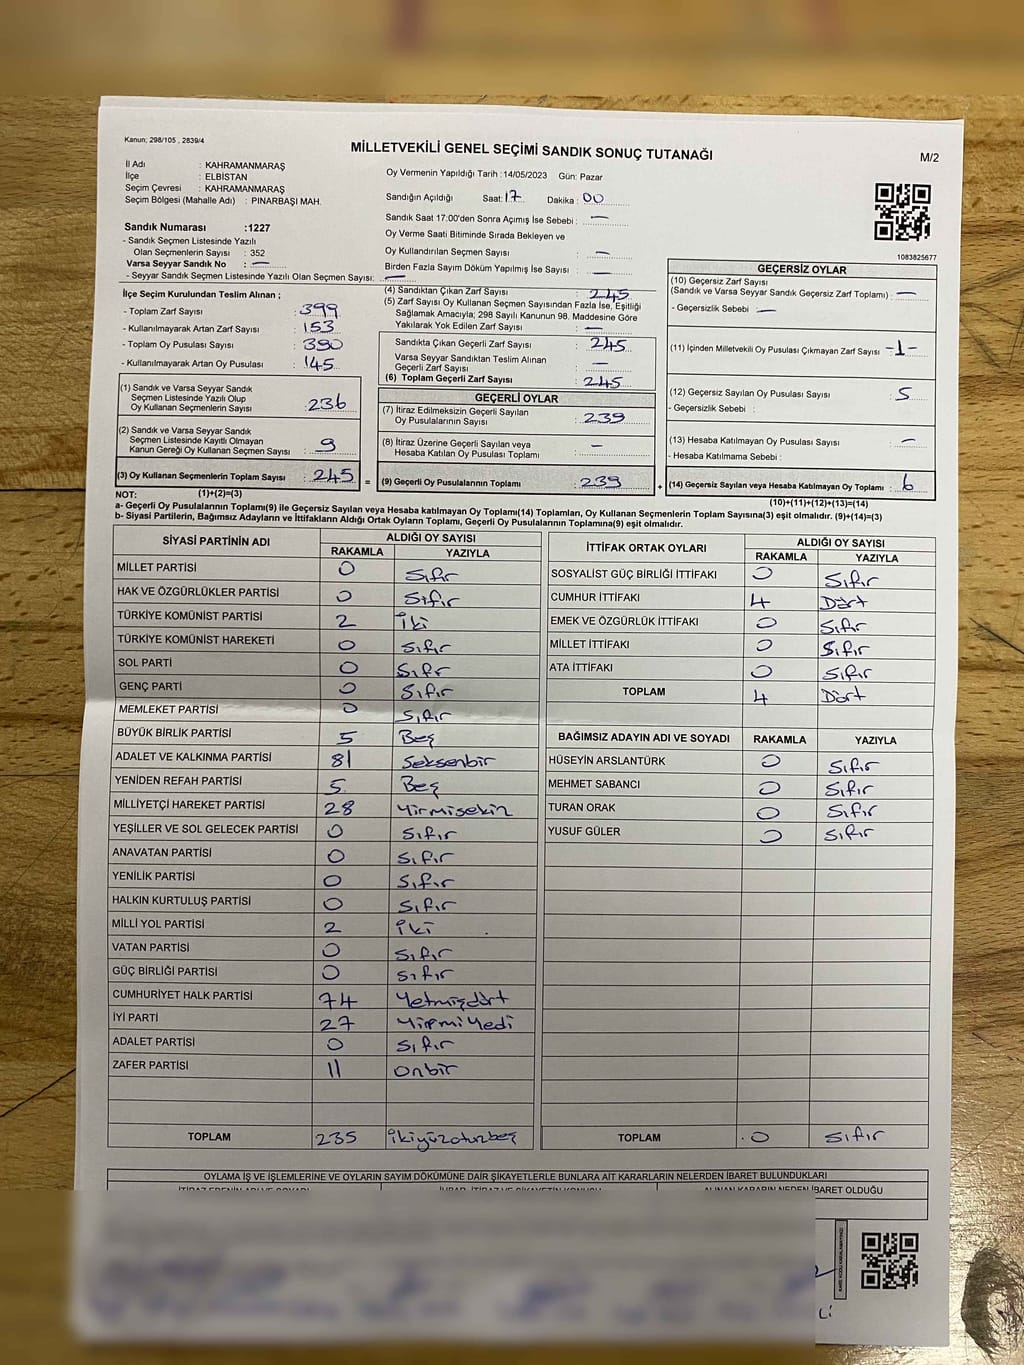 Kanun; 298/105 , 2839/4
MİLLETVEKİLİ GENEL SEÇİMİ SANDIK SONUÇ TUTANAĞI
M/2
İl Adı : KAHRAMANMARAŞ
İlçe : ELBİSTAN
Seçim Çevresi : KAHRAMANMARAŞ
Seçim Bölgesi (Mahalle Adı) : PINARBAŞI MAH.
Sandık Numarası :1227
- Sandık Seçmen Listesinde Yazılı
Olan Seçmenlerin Sayısı : 352
Varsa Seyyar Sandık No : —
- Seyyar Sandık Seçmen Listesinde Yazılı Olan Seçmen Sayısı: —
Oy Vermenin Yapıldığı Tarih :14/05/2023 Gün: Pazar
Sandığın Açıldığı Saat: 17 Dakika : 00
Sandık Saat 17:00'den Sonra Açımış İse Sebebi : —
Oy Verme Saati Bitiminde Sırada Bekleyen ve
Oy Kullandırılan Seçmen Sayısı : —
Birden Fazla Sayım Döküm Yapılmış İse Sayısı : —
1083825677
İlçe Seçim Kurulundan Teslim Alınan ;
- Toplam Zarf Sayısı : 399
- Kullanılmayarak Artan Zarf Sayısı : 153
- Toplam Oy Pusulası Sayısı : 390
- Kullanılmayarak Artan Oy Pusulası : 145
(1) Sandık ve Varsa Seyyar Sandık
Seçmen Listesinde Yazılı Olup
Oy Kullanan Seçmenlerin Sayısı : 236
(2) Sandık ve Varsa Seyyar Sandık
Seçmen Listesinde Kayıtlı Olmayan
Kanun Gereği Oy Kullanan Seçmen Sayısı : 9
(3) Oy Kullanan Seçmenlerin Toplam Sayısı : 245
(1)+(2)=(3)
(4) Sandıktan Çıkan Zarf Sayısı : 245
(5) Zarf Sayısı Oy Kullanan Seçmen Sayısından Fazla İse, Eşitliği
Sağlamak Amacıyla; 298 Sayılı Kanunun 98. Maddesine Göre
Yakılarak Yok Edilen Zarf Sayısı : —
Sandıkta Çıkan Geçerli Zarf Sayısı : 245
Varsa Seyyar Sandıktan Teslim Alınan
Geçerli Zarf Sayısı :
(6) Toplam Geçerli Zarf Sayısı : 245
GEÇERLİ OYLAR
(7) İtiraz Edilmeksizin Geçerli Sayılan
Oy Pusulalarının Sayısı : 239
(8) İtiraz Üzerine Geçerli Sayılan veya
Hesaba Katılan Oy Pusulası Toplamı : —
= (9) Geçerli Oy Pusulalarının Toplamı : 239
GEÇERSİZ OYLAR
(10) Geçersiz Zarf Sayısı
(Sandık ve Varsa Seyyar Sandık Geçersiz Zarf Toplamı) : —
- Geçersizlik Sebebi : —
(11) İçinden Milletvekili Oy Pusulası Çıkmayan Zarf Sayısı : -1-
(12) Geçersiz Sayılan Oy Pusulası Sayısı : 5
- Geçersizlik Sebebi :
(13) Hesaba Katılmayan Oy Pusulası Sayısı : —
- Hesaba Katılmama Sebebi :
+ (14) Geçersiz Sayılan veya Hesaba Katılmayan Oy Toplamı : 6
(10)+(11)+(12)+(13)=(14)
NOT:
a- Geçerli Oy Pusulalarının Toplamı(9) ile Geçersiz Sayılan veya Hesaba katılmayan Oy Toplamı(14) Toplamları, Oy Kullanan Seçmenlerin Toplam Sayısına(3) eşit olmalıdır. (9)+(14)=(3)
b- Siyasi Partilerin, Bağımsız Adayların ve İttifakların Aldığı Ortak Oyların Toplamı, Geçerli Oy Pusulalarının Toplamına(9) eşit olmalıdır.
SİYASİ PARTİNİN ADI ALDIĞI OY SAYISI
RAKAMLA YAZIYLA
MİLLET PARTİSİ 0 Sıfır
HAK VE ÖZGÜRLÜKLER PARTİSİ 0 Sıfır
TÜRKİYE KOMÜNİST PARTİSİ 2 İki
TÜRKİYE KOMÜNİST HAREKETİ 0 Sıfır
SOL PARTİ 0 Sıfır
GENÇ PARTİ 0 Sıfır
MEMLEKET PARTİSİ 0 Sıfır
BÜYÜK BİRLİK PARTİSİ 5 Beş
ADALET VE KALKINMA PARTİSİ 81 Seksenbir
YENİDEN REFAH PARTİSİ 5 Beş
MİLLİYETÇİ HAREKET PARTİSİ 28 Yirmisekiz
YEŞİLLER VE SOL GELECEK PARTİSİ 0 Sıfır
ANAVATAN PARTİSİ 0 Sıfır
YENİLİK PARTİSİ 0 Sıfır
HALKIN KURTULUŞ PARTİSİ 0 Sıfır
MİLLİ YOL PARTİSİ 2 İki
VATAN PARTİSİ 0 Sıfır
GÜÇ BİRLİĞİ PARTİSİ 0 Sıfır
CUMHURİYET HALK PARTİSİ 74 Yetmişdört
İYİ PARTİ 27 Yirmi Yedi
ADALET PARTİSİ 0 Sıfır
ZAFER PARTİSİ 11 Onbir
TOPLAM 235 İkiyüzotuzbeş
İTTİFAK ORTAK OYLARI ALDIĞI OY SAYISI
RAKAMLA YAZIYLA
SOSYALİST GÜÇ BİRLİĞİ İTTİFAKI 0 Sıfır
CUMHUR İTTİFAKI 4 Dört
EMEK VE ÖZGÜRLÜK İTTİFAKI 0 Sıfır
MİLLET İTTİFAKI 0 Sıfır
ATA İTTİFAKI 0 Sıfır
TOPLAM 4 Dört
BAĞIMSIZ ADAYIN ADI VE SOYADI RAKAMLA YAZIYLA
HÜSEYİN ARSLANTÜRK 0 Sıfır
MEHMET SABANCI 0 Sıfır
TURAN ORAK 0 Sıfır
YUSUF GÜLER 0 Sıfır
TOPLAM 0 Sıfır
OYLAMA İŞ VE İŞLEMLERİNE VE OYLARIN SAYIM DÖKÜMÜNE DAİR ŞİKAYETLERLE BUNLARA AİT KARARLARIN NELERDEN İBARET BULUNDUKLARI
ALINAN KARARIN NEDEN İBARET OLDUĞU